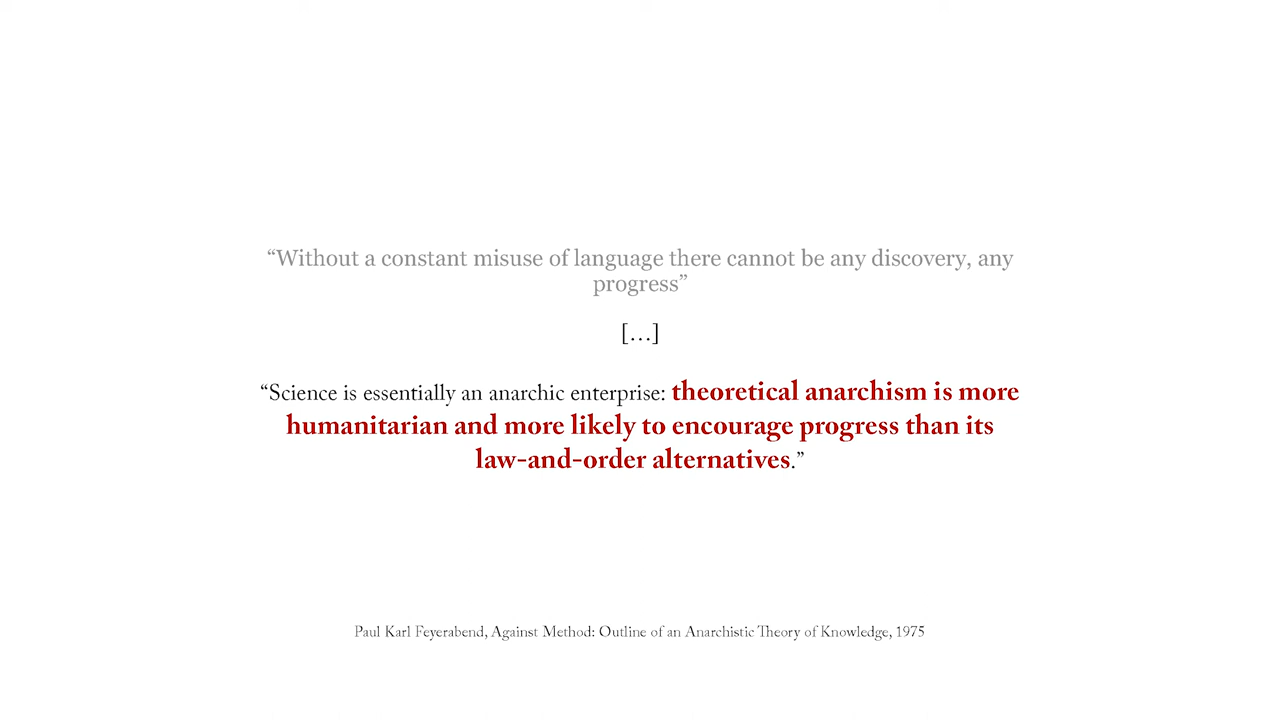 “Without a constant misuse of language there cannot be any discovery, any
progress”
[…]
“Science is essentially an anarchic enterprise: theoretical anarchism is more
humanitarian and more likely to encourage progress than its
law-and-order alternatives.”
Paul Karl Feyerabend, Against Method: Outline of an Anarchistic Theory of Knowledge, 1975